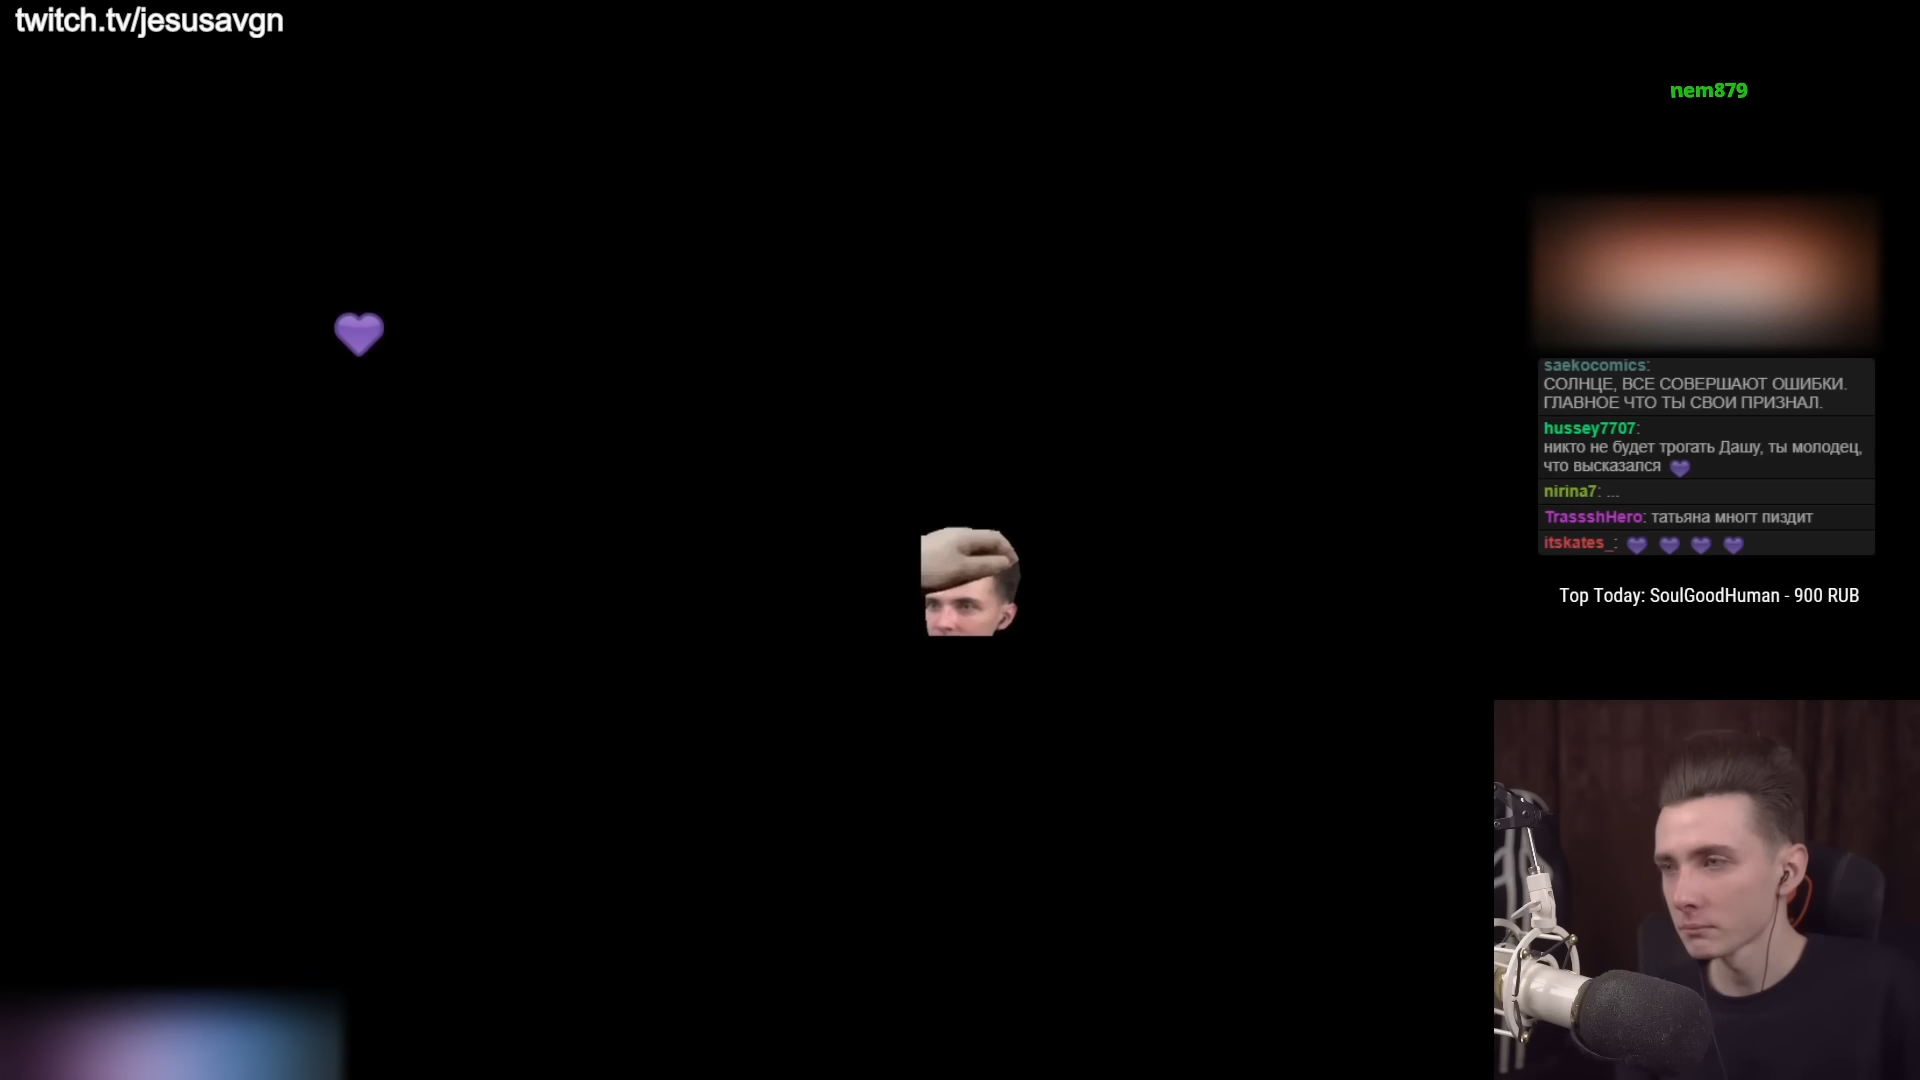 twitch.tv/jesusavgn
nem879
saekocomics:
СОЛНЦЕ, ВСЕ СОВЕРШАЮТ ОШИБКИ.
ГЛАВНОЕ ЧТО ТЫ СВОИ ПРИЗНАЛ.
hussey7707:
никто не будет трогать Дашу, ты молодец,
что высказался 💜
nirina7: ...
TrassshHero: татьяна многт пиздит
itskates_: 💜 💜 💜 💜
Top Today: SoulGoodHuman - 900 RUB